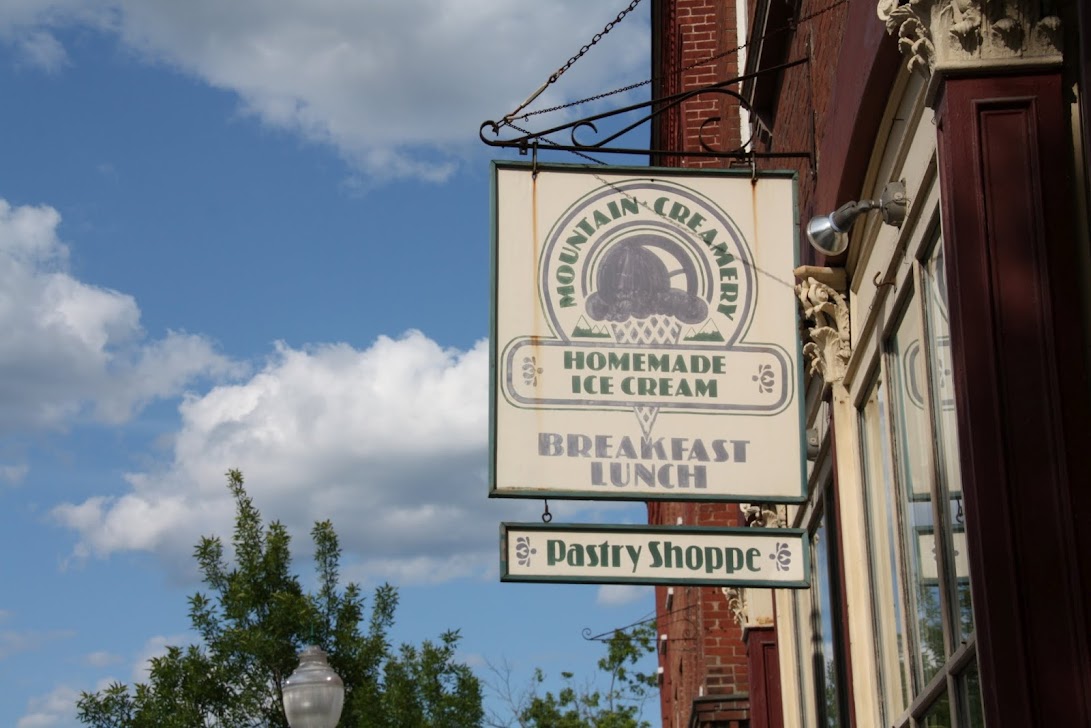 MOUNTAIN · CREAMERY
HOMEMADE
ICE CREAM
BREAKFAST
LUNCH
Pastry Shoppe